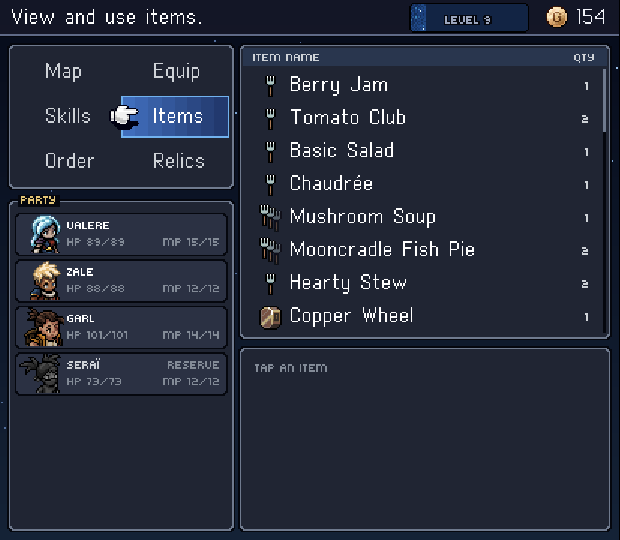 View and use items.
LEVEL 9
G 154
Map Equip
Skills Items
Order Relics
PARTY
VALERE
HP 89/89 MP 15/15
ZALE
HP 88/88 MP 12/12
GARL
HP 101/101 MP 14/14
SERAÏ RESERVE
HP 73/73 MP 12/12
ITEM NAME QTY
Berry Jam 1
Tomato Club 2
Basic Salad 1
Chaudrée 1
Mushroom Soup 1
Mooncradle Fish Pie 2
Hearty Stew 2
Copper Wheel 1
TAP AN ITEM